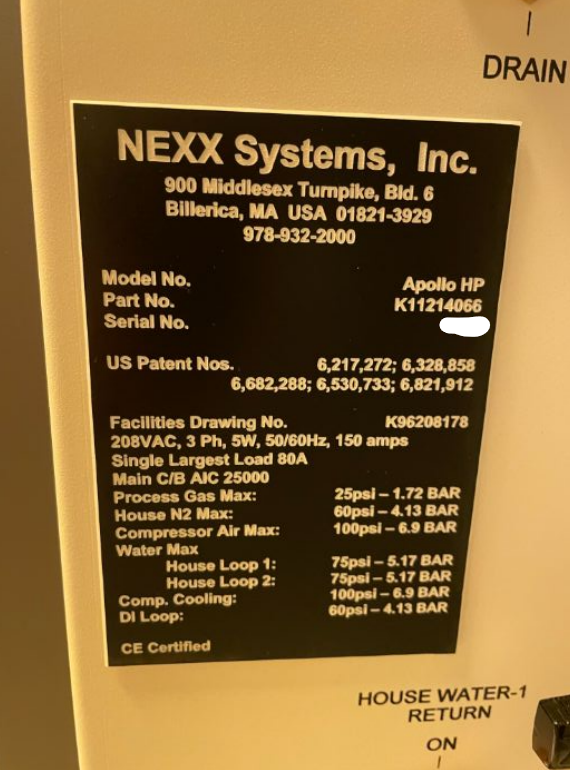 DRAIN
NEXX Systems, Inc.
900 Middlesex Turnpike, Bld. 6
Billerica, MA USA 01821-3929
978-932-2000
Model No. Apollo HP
Part No. K11214066
Serial No.
US Patent Nos. 6,217,272; 6,328,858
6,682,288; 6,530,733; 6,821,912
Facilities Drawing No. K96208178
208VAC, 3 Ph, 5W, 50/60Hz, 150 amps
Single Largest Load 80A
Main C/B AIC 25000
Process Gas Max: 25psi – 1.72 BAR
House N2 Max: 60psi – 4.13 BAR
Compressor Air Max: 100psi – 6.9 BAR
Water Max
House Loop 1: 75psi – 5.17 BAR
House Loop 2: 75psi – 5.17 BAR
Comp. Cooling: 100psi – 6.9 BAR
DI Loop: 60psi – 4.13 BAR
CE Certified
HOUSE WATER-1
RETURN
ON